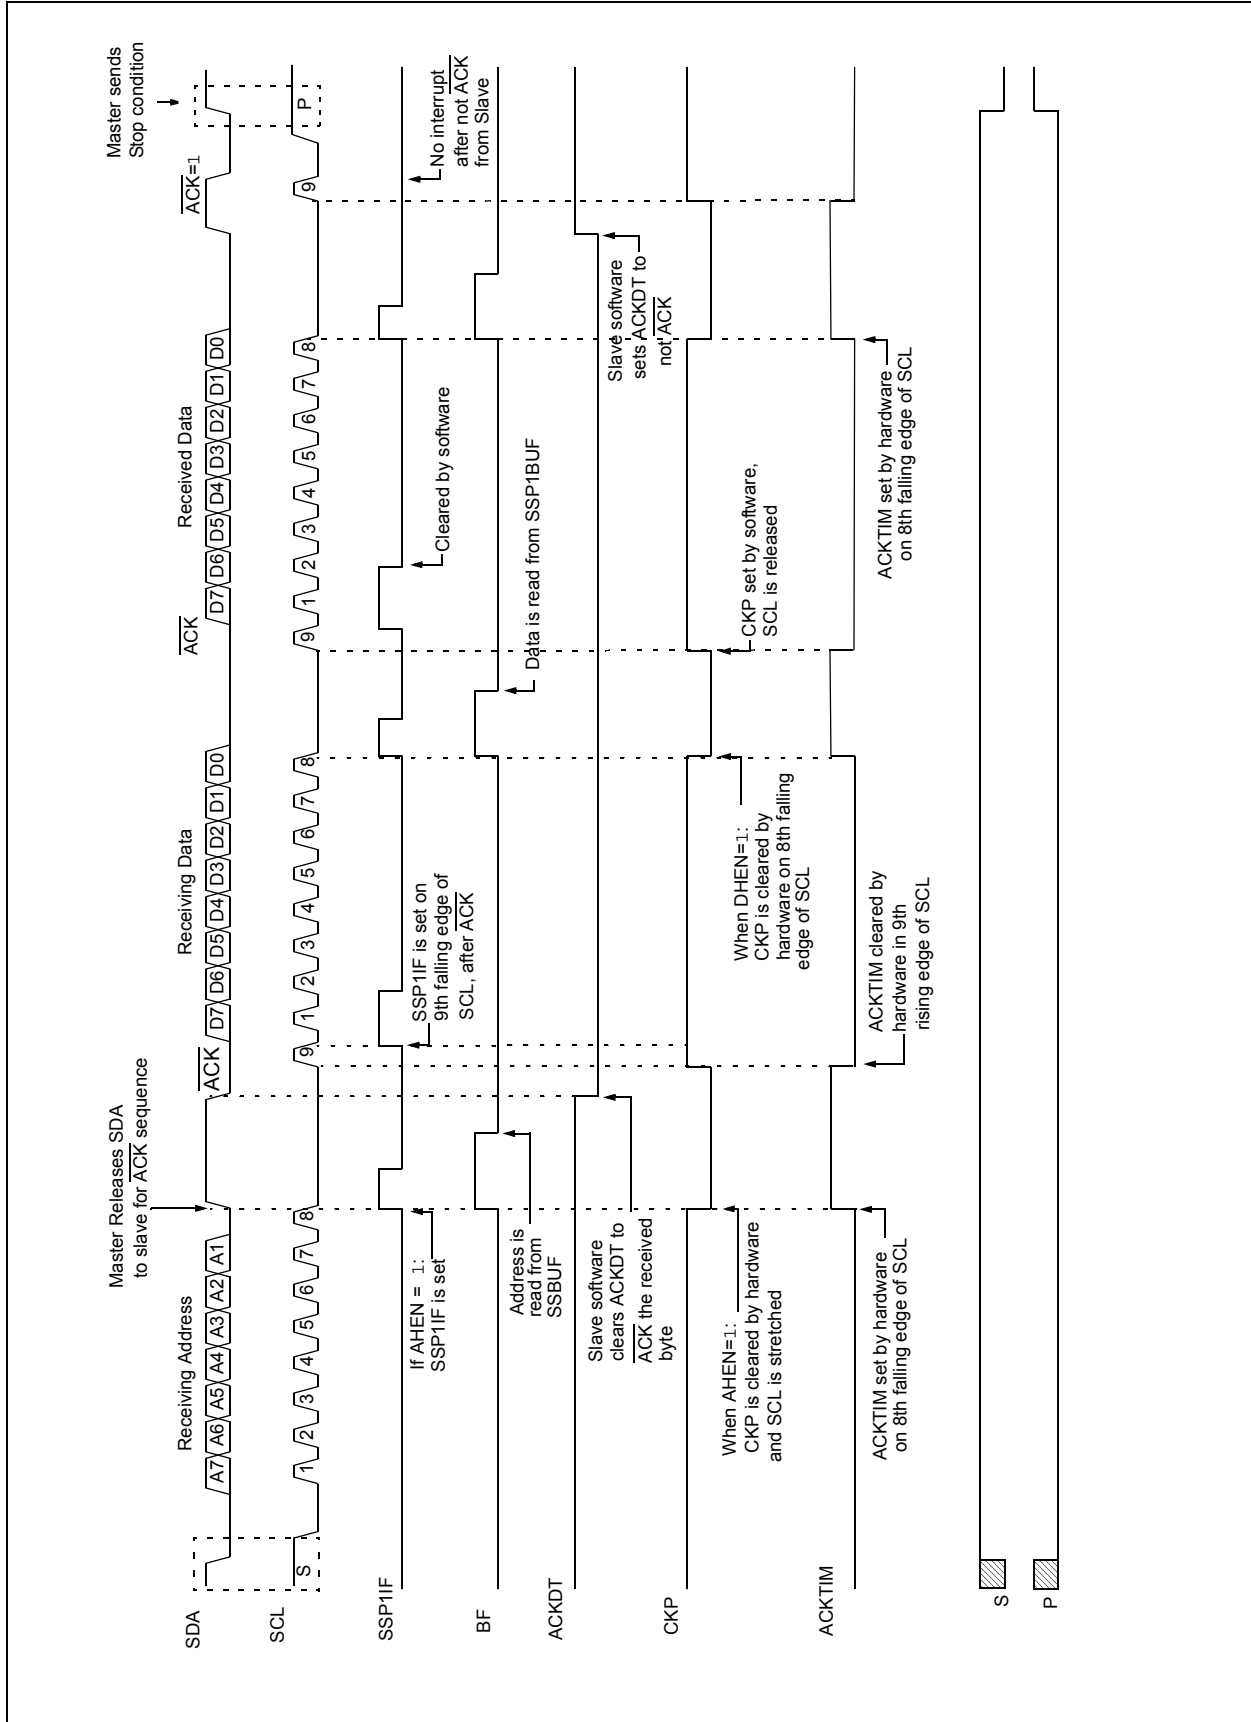 Master Releases SDA
to slave for ACK sequence
Master sends
Stop condition
Receiving Address
Receiving Data
Received Data
ACK
ACK
ACK=1
SDA
A7 A6 A5 A4 A3 A2 A1
D7 D6 D5 D4 D3 D2 D1 D0
D7 D6 D5 D4 D3 D2 D1 D0
SCL
S
1 2 3 4 5 6 7 8
9
1 2 3 4 5 6 7 8
9
1 2 3 4 5 6 7 8
9
P
SSP1IF
If AHEN = 1:
SSP1IF is set
SSP1IF is set on
9th falling edge of
SCL, after ACK
Cleared by software
No interrupt
after not ACK
from Slave
BF
Address is
read from
SSBUF
Data is read from SSP1BUF
ACKDT
Slave software
clears ACKDT to
ACK the received
byte
Slave software
sets ACKDT to
not ACK
CKP
When AHEN=1:
CKP is cleared by hardware
and SCL is stretched
When DHEN=1:
CKP is cleared by
hardware on 8th falling
edge of SCL
CKP set by software,
SCL is released
ACKTIM
ACKTIM set by hardware
on 8th falling edge of SCL
ACKTIM cleared by
hardware in 9th
rising edge of SCL
ACKTIM set by hardware
on 8th falling edge of SCL
S
P